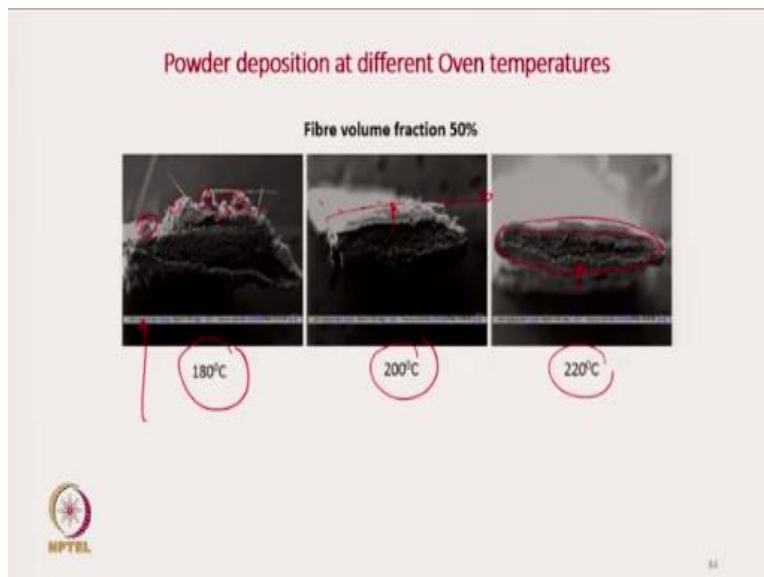 Powder deposition at different Oven temperatures
Fibre volume fraction 50%
180⁰C
200⁰C
220⁰C
NPTEL